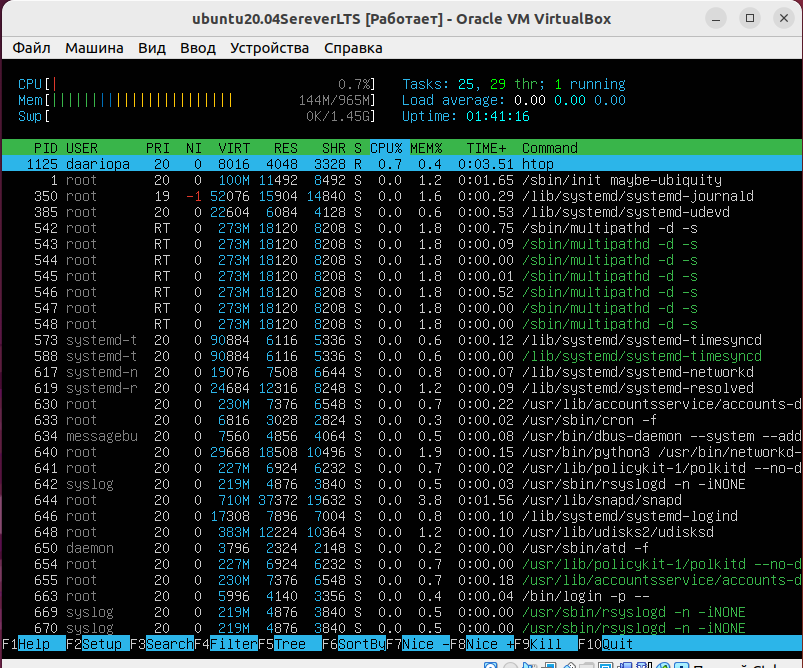 ubuntu20.04SereverLTS [Работает] - Oracle VM VirtualBox
Файл Машина Вид Ввод Устройства Справка
CPU[| 0.7%] Tasks: 25, 29 thr; 1 running
Mem[||||||||||||||||||||||| 144M/965M] Load average: 0.00 0.00 0.00
Swp[ 0K/1.45G] Uptime: 01:41:16
PID USER PRI NI VIRT RES SHR S CPU% MEM% TIME+ Command
1125 daariopa 20 0 8016 4048 3328 R 0.7 0.4 0:03.51 htop
1 root 20 0 100M 11492 8492 S 0.0 1.2 0:01.65 /sbin/init maybe-ubiquity
350 root 19 -1 52076 15904 14840 S 0.0 1.6 0:00.29 /lib/systemd/systemd-journald
385 root 20 0 22604 6084 4128 S 0.0 0.6 0:00.53 /lib/systemd/systemd-udevd
542 root RT 0 273M 18120 8208 S 0.0 1.8 0:00.75 /sbin/multipathd -d -s
543 root RT 0 273M 18120 8208 S 0.0 1.8 0:00.09 /sbin/multipathd -d -s
544 root RT 0 273M 18120 8208 S 0.0 1.8 0:00.00 /sbin/multipathd -d -s
545 root RT 0 273M 18120 8208 S 0.0 1.8 0:00.01 /sbin/multipathd -d -s
546 root RT 0 273M 18120 8208 S 0.0 1.8 0:00.52 /sbin/multipathd -d -s
547 root RT 0 273M 18120 8208 S 0.0 1.8 0:00.00 /sbin/multipathd -d -s
548 root RT 0 273M 18120 8208 S 0.0 1.8 0:00.00 /sbin/multipathd -d -s
573 systemd-t 20 0 90884 6116 5336 S 0.0 0.6 0:00.12 /lib/systemd/systemd-timesyncd
588 systemd-t 20 0 90884 6116 5336 S 0.0 0.6 0:00.00 /lib/systemd/systemd-timesyncd
617 systemd-n 20 0 19076 7508 6644 S 0.0 0.8 0:00.07 /lib/systemd/systemd-networkd
619 systemd-r 20 0 24684 12316 8248 S 0.0 1.2 0:00.09 /lib/systemd/systemd-resolved
630 root 20 0 230M 7376 6548 S 0.0 0.7 0:00.22 /usr/lib/accountsservice/accounts-d
633 root 20 0 6816 3028 2824 S 0.0 0.3 0:00.02 /usr/sbin/cron -f
634 messagebu 20 0 7560 4856 4064 S 0.0 0.5 0:00.08 /usr/bin/dbus-daemon --system --add
640 root 20 0 29668 18508 10496 S 0.0 1.9 0:00.15 /usr/bin/python3 /usr/bin/networkd-
641 root 20 0 227M 6924 6232 S 0.0 0.7 0:00.02 /usr/lib/policykit-1/polkitd --no-d
642 syslog 20 0 219M 4876 3840 S 0.0 0.5 0:00.03 /usr/sbin/rsyslogd -n -iNONE
644 root 20 0 710M 37372 19632 S 0.0 3.8 0:01.56 /usr/lib/snapd/snapd
646 root 20 0 17308 7896 7004 S 0.0 0.8 0:00.10 /lib/systemd/systemd-logind
648 root 20 0 383M 12224 10364 S 0.0 1.2 0:00.10 /usr/lib/udisks2/udisksd
650 daemon 20 0 3796 2324 2148 S 0.0 0.2 0:00.00 /usr/sbin/atd -f
654 root 20 0 227M 6924 6232 S 0.0 0.7 0:00.00 /usr/lib/policykit-1/polkitd --no-d
655 root 20 0 230M 7376 6548 S 0.0 0.7 0:00.18 /usr/lib/accountsservice/accounts-d
663 root 20 0 5996 4140 3356 S 0.0 0.4 0:00.04 /bin/login -p --
669 syslog 20 0 219M 4876 3840 S 0.0 0.5 0:00.00 /usr/sbin/rsyslogd -n -iNONE
670 syslog 20 0 219M 4876 3840 S 0.0 0.5 0:00.00 /usr/sbin/rsyslogd -n -iNONE
F1Help F2Setup F3SearchF4FilterF5Tree F6SortByF7Nice -F8Nice +F9Kill F10Quit